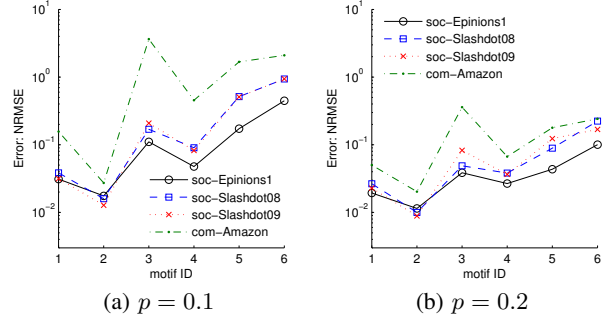 10^1
10^0
10^-1
10^-2
Error: NRMSE
1 2 3 4 5 6
motif ID
soc-Epinions1
soc-Slashdot08
soc-Slashdot09
com-Amazon
(a) p = 0.1
10^1
10^0
10^-1
10^-2
Error: NRMSE
1 2 3 4 5 6
motif ID
soc-Epinions1
soc-Slashdot08
soc-Slashdot09
com-Amazon
(b) p = 0.2